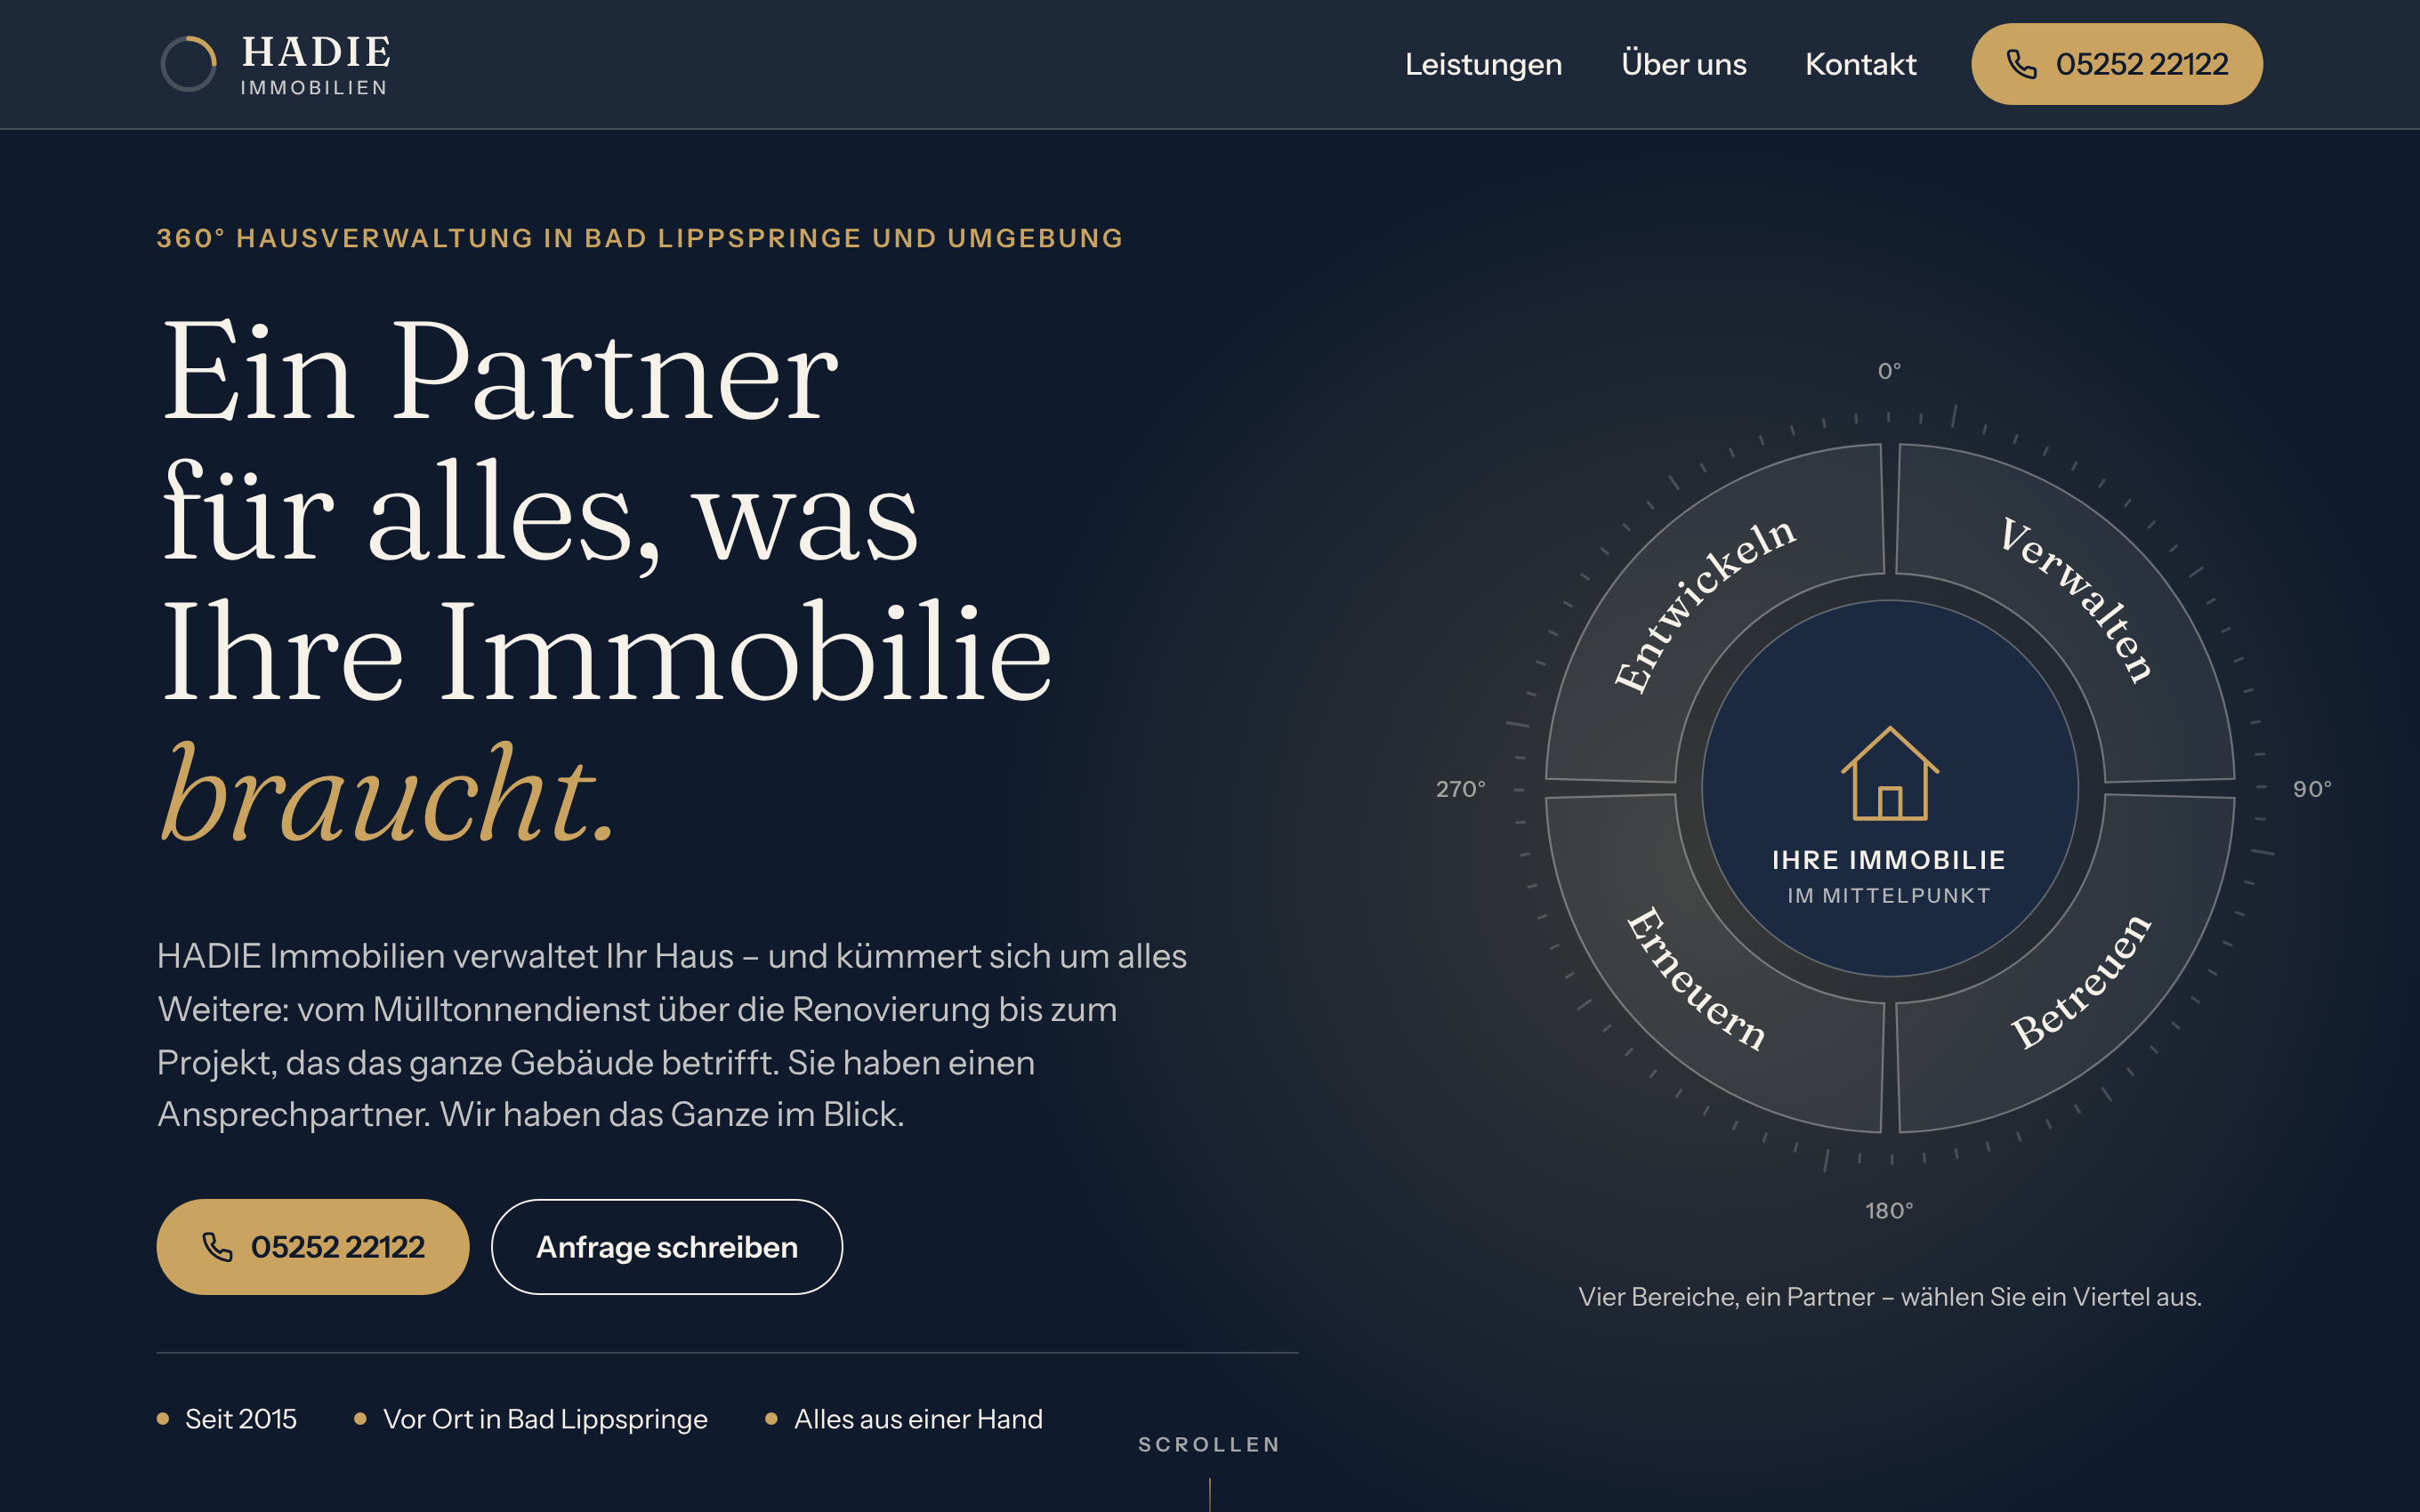 HADIE
IMMOBILIEN
Leistungen
Über uns
Kontakt
05252 22122
360° HAUSVERWALTUNG IN BAD LIPPSPRINGE UND UMGEBUNG
Ein Partner
für alles, was
Ihre Immobilie
braucht.
HADIE Immobilien verwaltet Ihr Haus – und kümmert sich um alles
Weitere: vom Mülltonnendienst über die Renovierung bis zum
Projekt, das das ganze Gebäude betrifft. Sie haben einen
Ansprechpartner. Wir haben das Ganze im Blick.
05252 22122
Anfrage schreiben
Seit 2015
Vor Ort in Bad Lippspringe
Alles aus einer Hand
SCROLLEN
0°
Entwickeln
Verwalten
270°
90°
IHRE IMMOBILIE
IM MITTELPUNKT
Erneuern
Betreuen
180°
Vier Bereiche, ein Partner – wählen Sie ein Viertel aus.